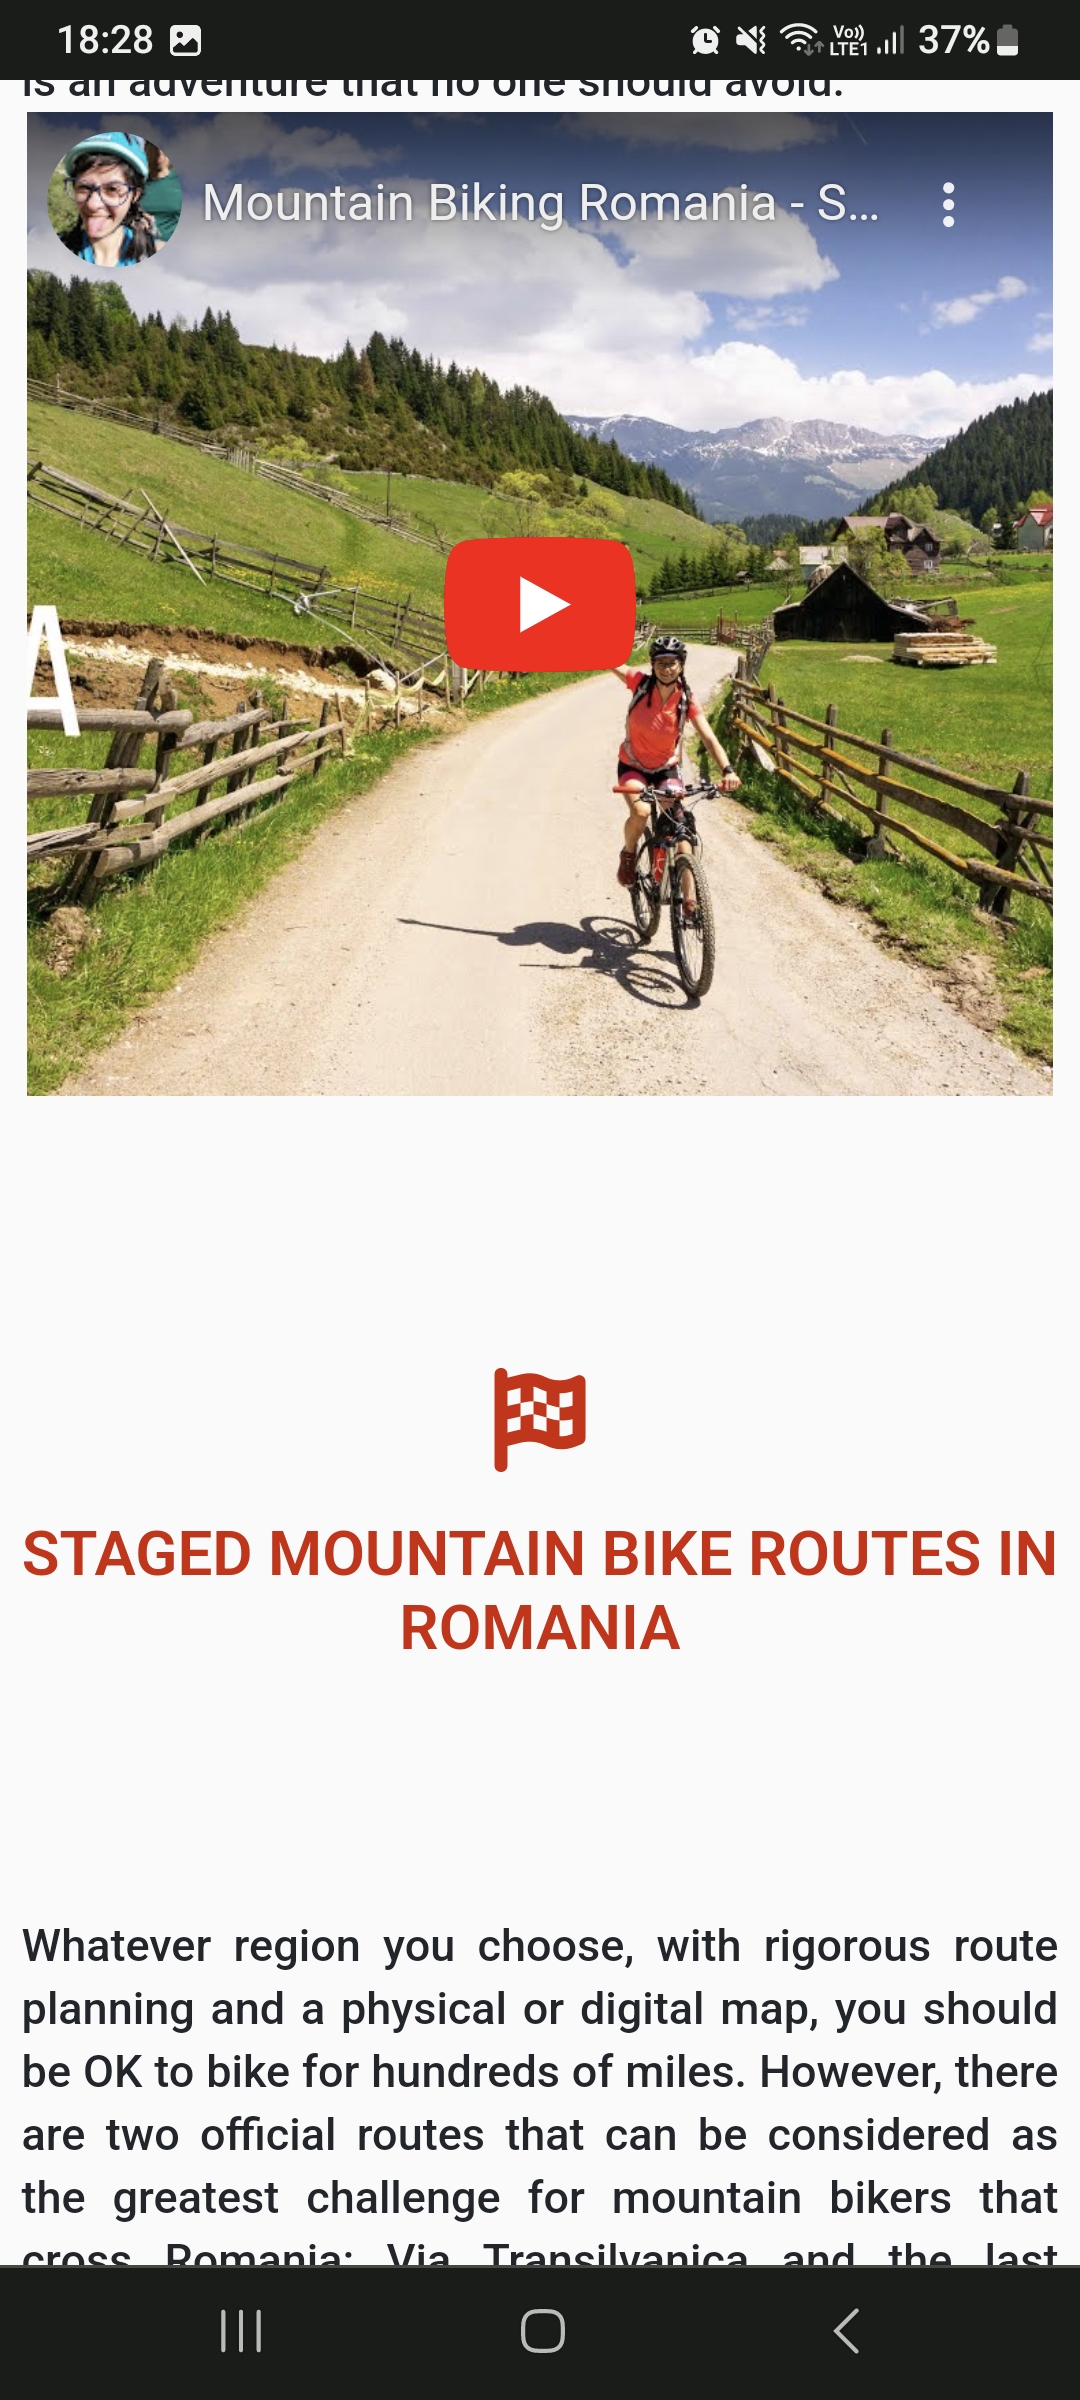 18:28
Vo)) LTE1 37%
is an adventure that no one should avoid.
Mountain Biking Romania - S...
A
STAGED MOUNTAIN BIKE ROUTES IN
ROMANIA
Whatever region you choose, with rigorous route
planning and a physical or digital map, you should
be OK to bike for hundreds of miles. However, there
are two official routes that can be considered as
the greatest challenge for mountain bikers that
cross Romania: Via Transilvanica and the last